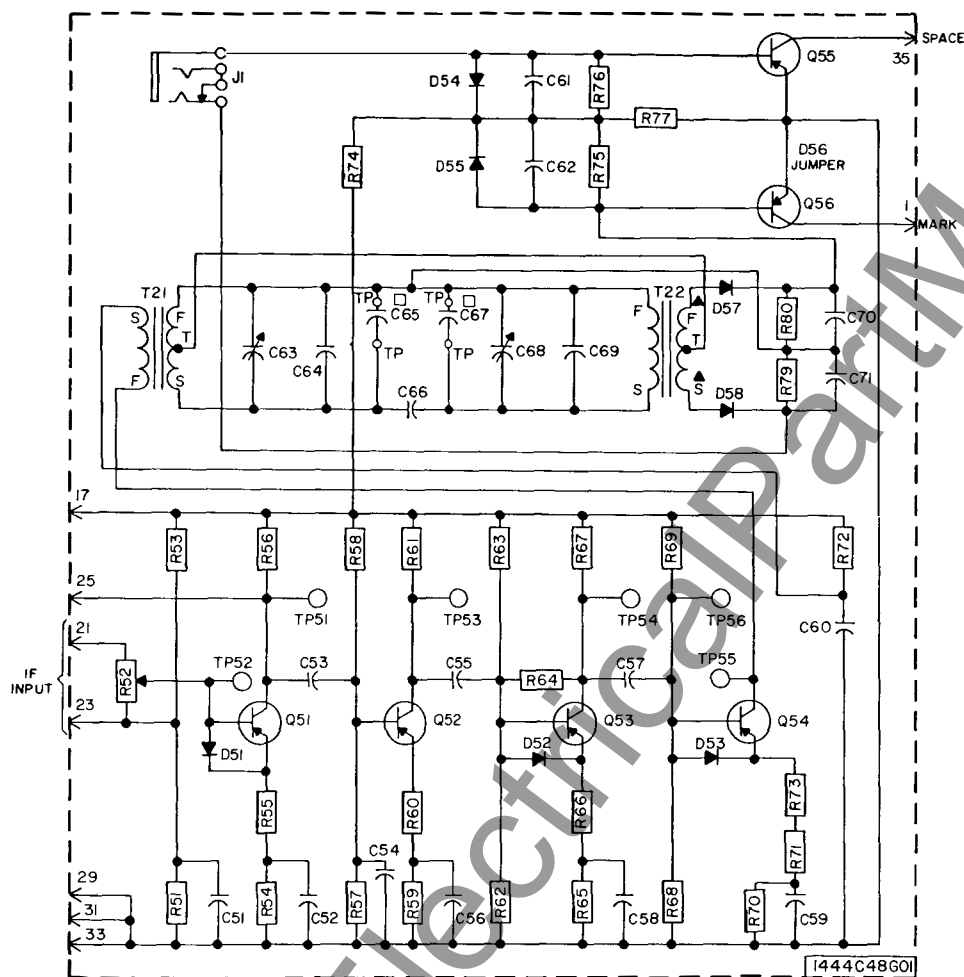 SPACE
35
Q55
J1
D54
C61
R76
R77
D55
C62
R75
R74
D56
JUMPER
Q56
1
MARK
T21
S
F
F
T
S
C63
C64
TP
C65
TP
TP
C67
TP
C66
C68
C69
T22
F
S
F
T
S
D57
D58
R80
R79
C70
C71
17
R53
R56
R58
R61
R63
R67
R69
R72
25
TP51
TP53
TP54
TP56
C60
21
IF
INPUT
R52
TP52
C53
C55
R64
C57
TP55
23
Q51
Q52
Q53
Q54
D51
D52
D53
R55
R60
R66
R73
R71
C54
29
31
33
R51
C51
R54
C52
R57
R59
C56
R62
R65
C58
R68
R70
C59
1444C48G01
ElectricalPartM